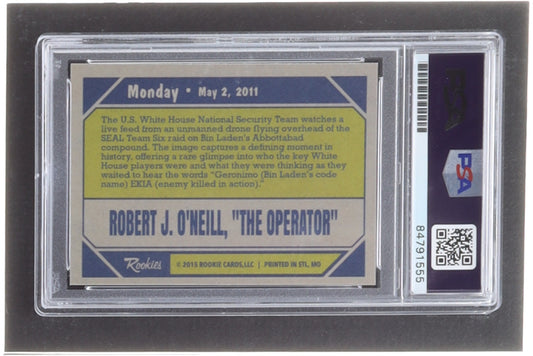 Monday • May 2, 2011
The U.S. White House National Security Team watches a
live feed from an unmanned drone flying overhead of the
SEAL Team Six raid on Bin Laden's Abbottabad
compound. The image captures a defining moment in
history, offering a rare glimpse into who the key White
House players were and what they were thinking as they
waited to hear the words "Geronimo (Bin Laden's code
name) EKIA (enemy killed in action)."
ROBERT J. O'NEILL, "THE OPERATOR"
Rookies © 2015 ROOKIE CARDS, LLC | PRINTED IN STL, MO
PSA
PSA
84791555